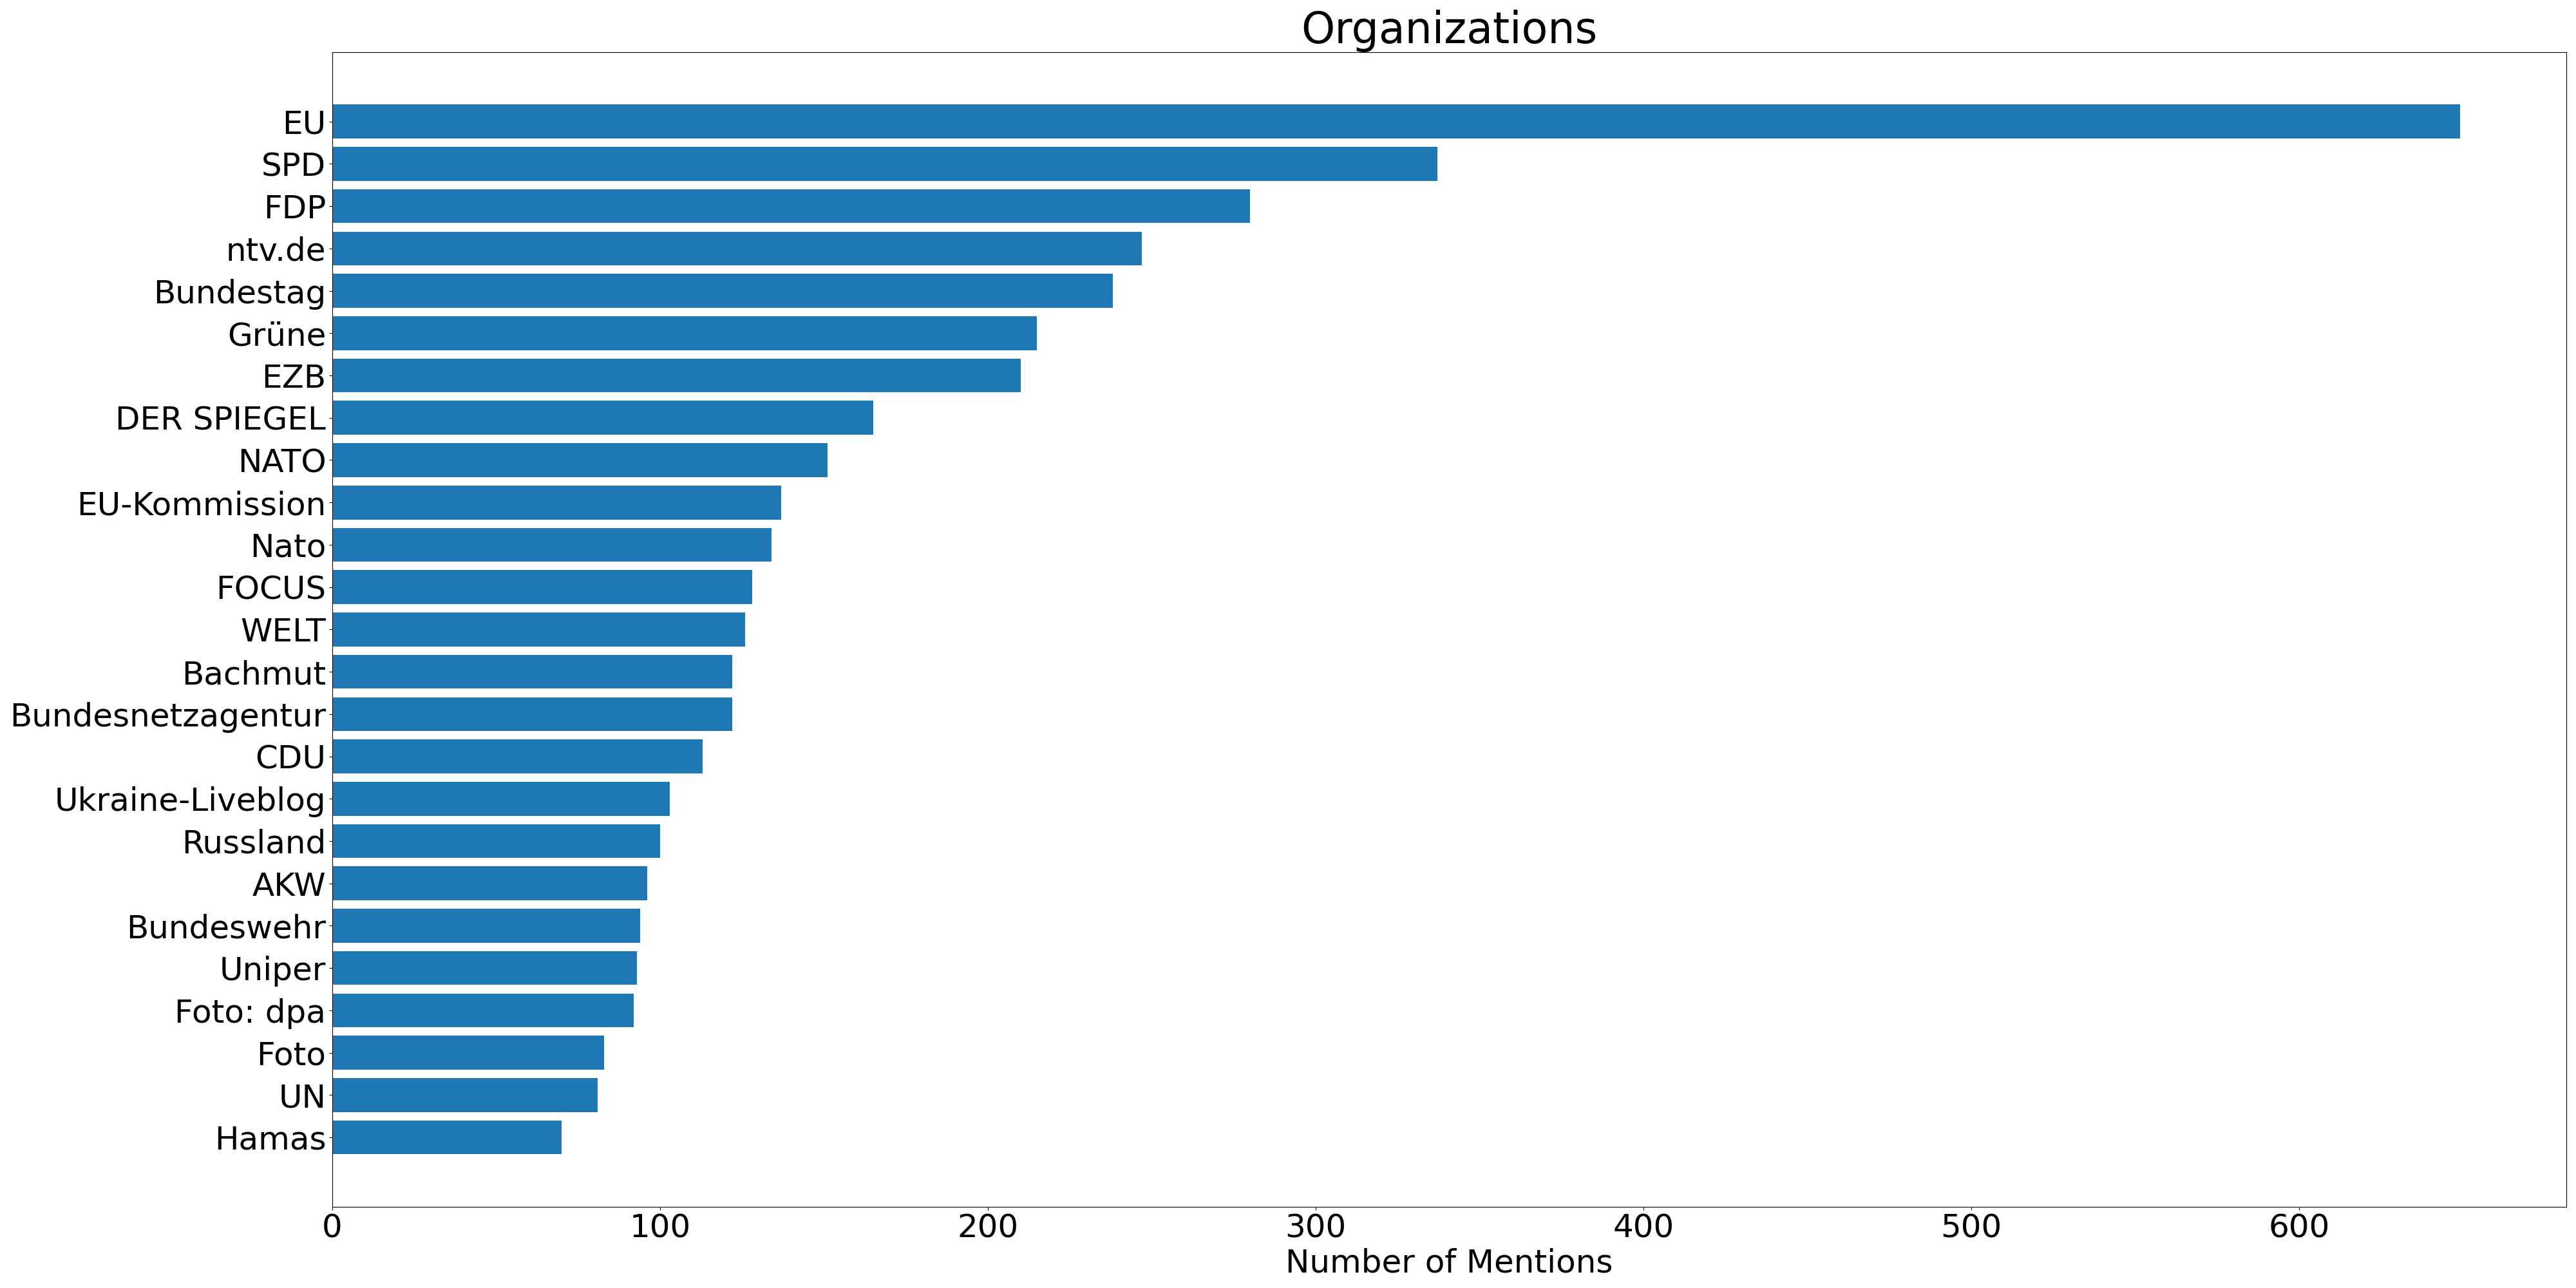 Organizations
EU
SPD
FDP
ntv.de
Bundestag
Grüne
EZB
DER SPIEGEL
NATO
EU-Kommission
Nato
FOCUS
WELT
Bachmut
Bundesnetzagentur
CDU
Ukraine-Liveblog
Russland
AKW
Bundeswehr
Uniper
Foto: dpa
Foto
UN
Hamas
0 100 200 300 400 500 600
Number of Mentions